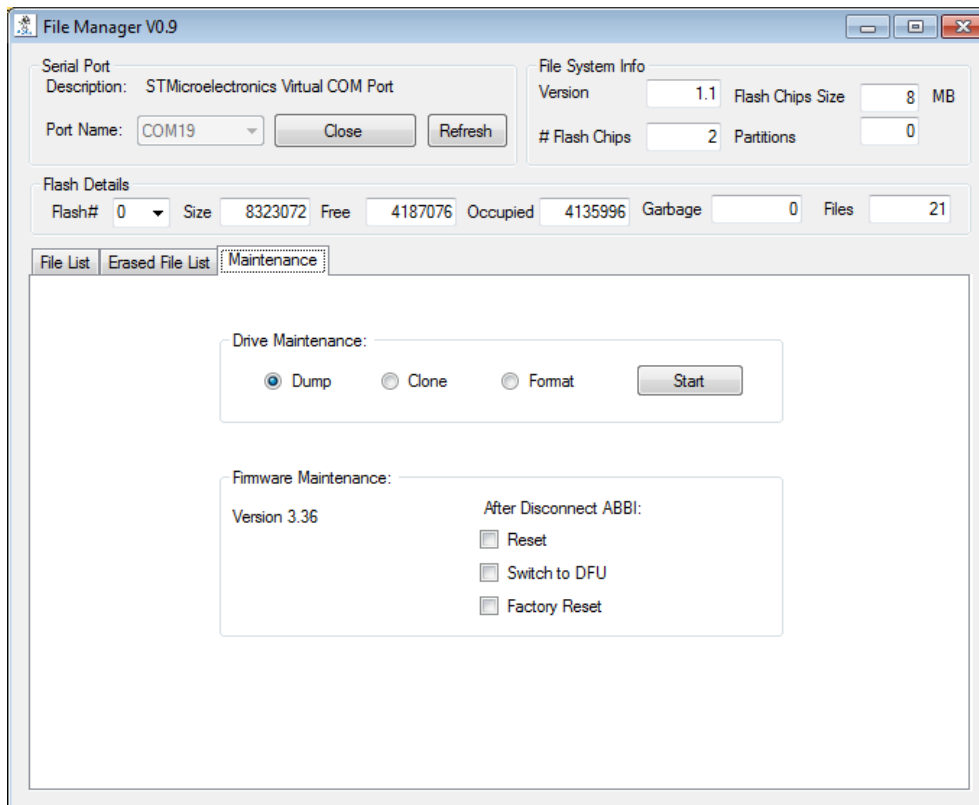 File Manager V0.9
Serial Port
Description: STMicroelectronics Virtual COM Port
Port Name: COM19 Close Refresh
File System Info
Version 1.1 Flash Chips Size 8 MB
# Flash Chips 2 Partitions 0
Flash Details
Flash# 0 Size 8323072 Free 4187076 Occupied 4135996 Garbage 0 Files 21
File List Erased File List Maintenance
Drive Maintenance:
Dump Clone Format Start
Firmware Maintenance:
Version 3.36
After Disconnect ABBI:
Reset
Switch to DFU
Factory Reset